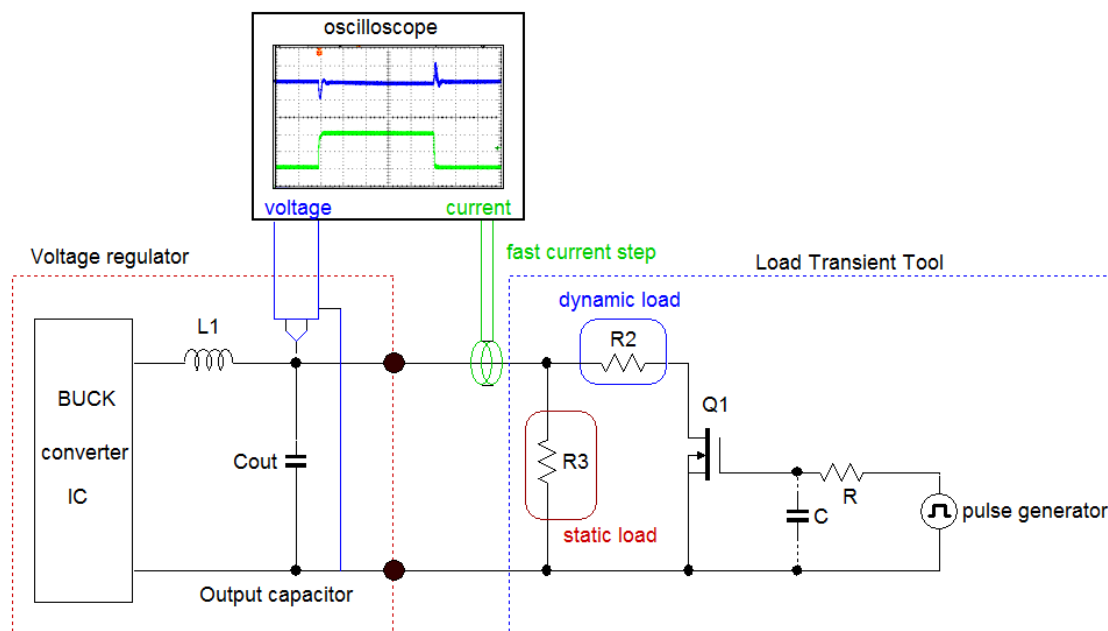 oscilloscope
voltage
current
fast current step
Voltage regulator
Load Transient Tool
dynamic load
L1
R2
BUCK
converter
IC
Q1
Cout
R3
C
R
pulse generator
static load
Output capacitor